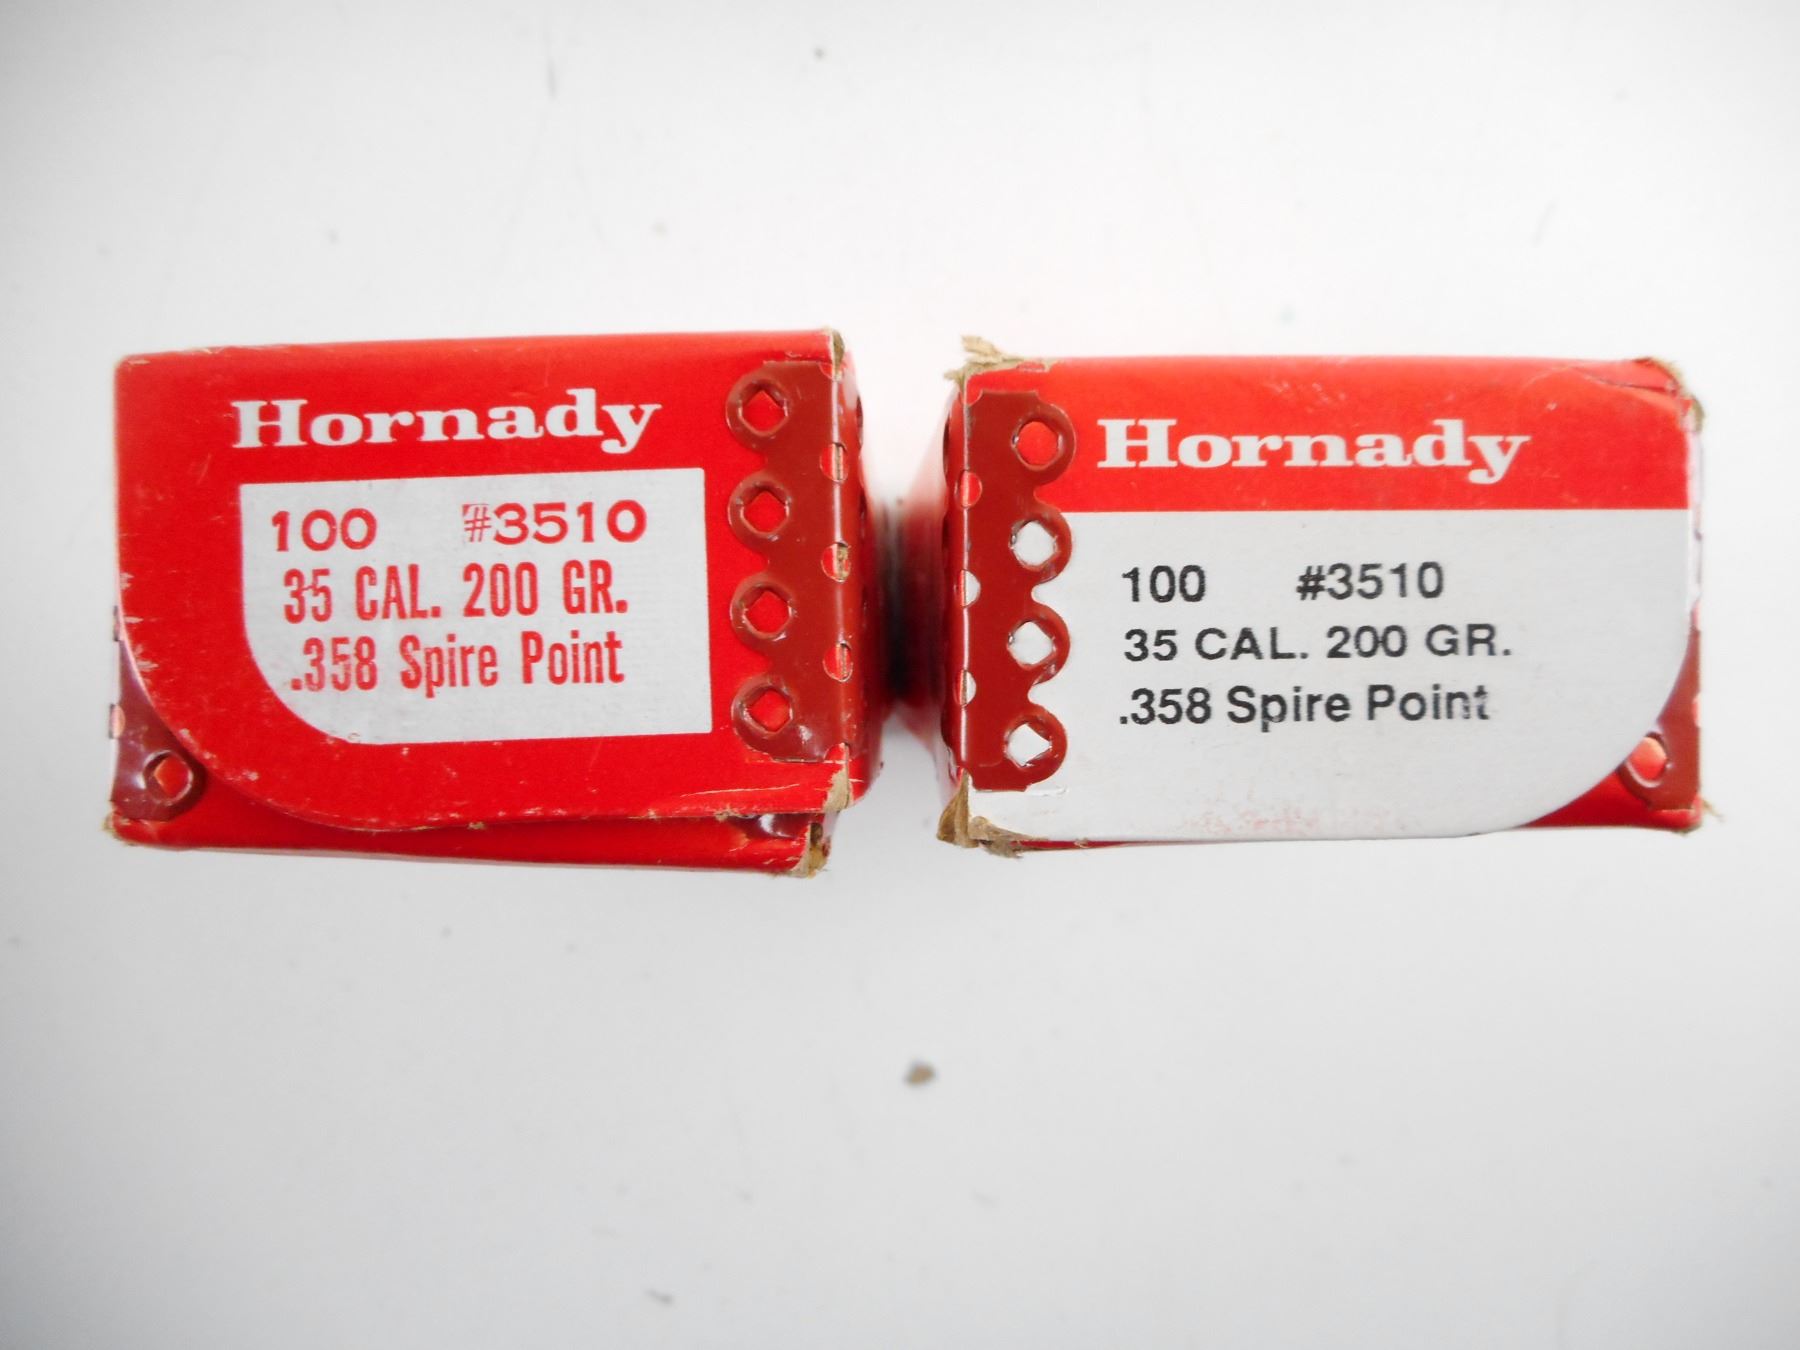 Hornady
100 #3510
35 CAL. 200 GR.
.358 Spire Point
Hornady
100 #3510
35 CAL. 200 GR.
.358 Spire Point